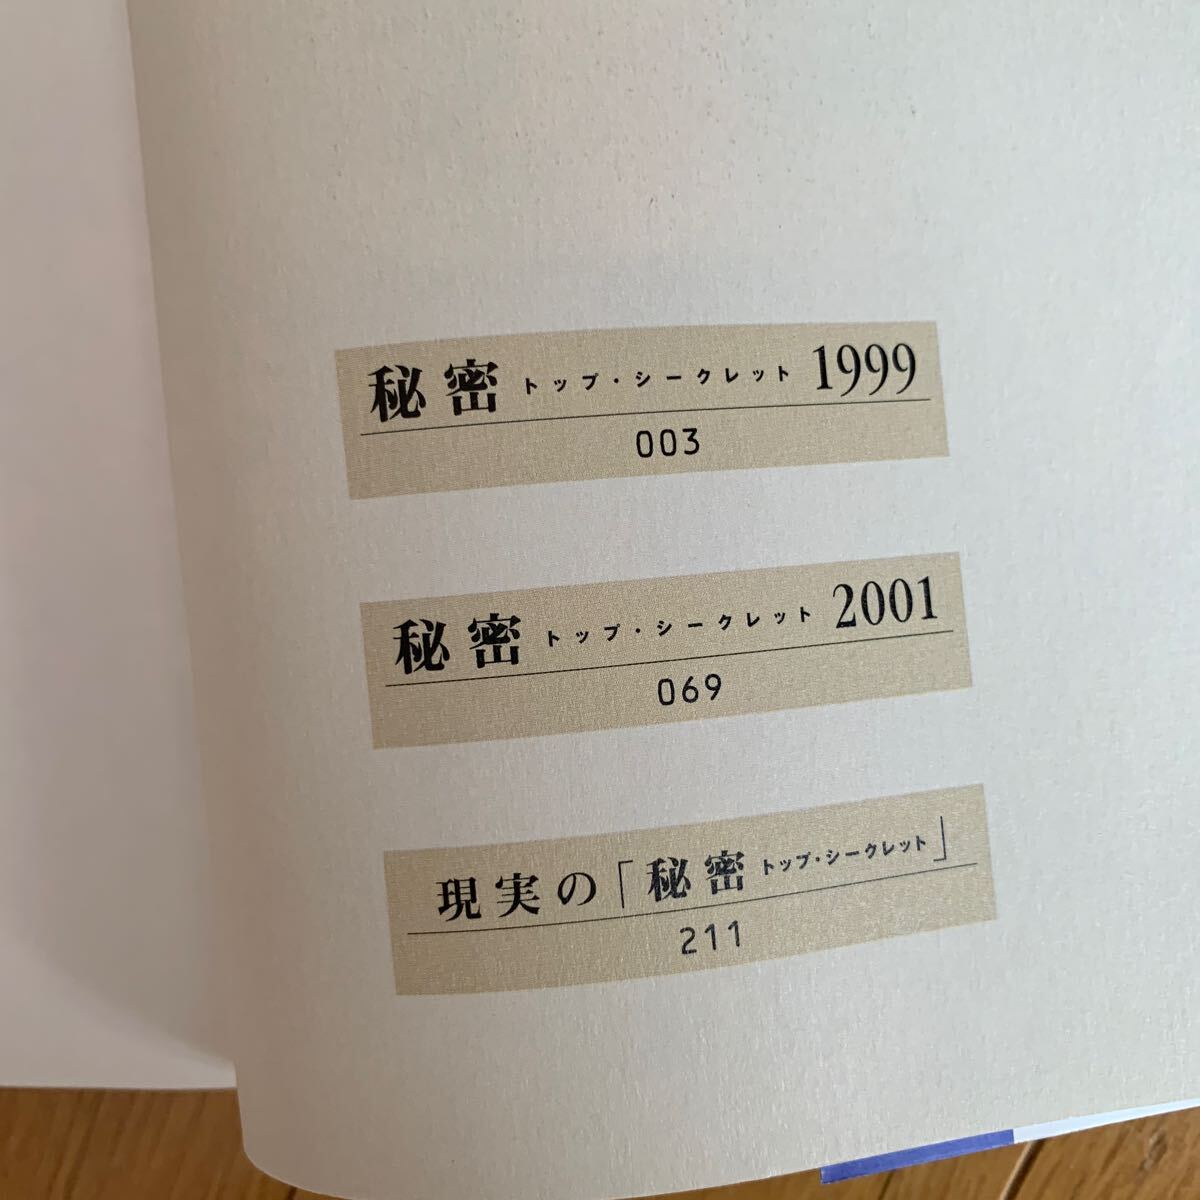 秘密 トップ・シークレット 1999
003
秘密 トップ・シークレット 2001
069
現実の「秘密 トップ・シークレット」
211